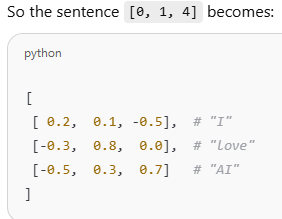 So the sentence [0, 1, 4] becomes:
python
[
[ 0.2, 0.1, -0.5], # "I"
[-0.3, 0.8, 0.0], # "love"
[-0.5, 0.3, 0.7] # "AI"
]